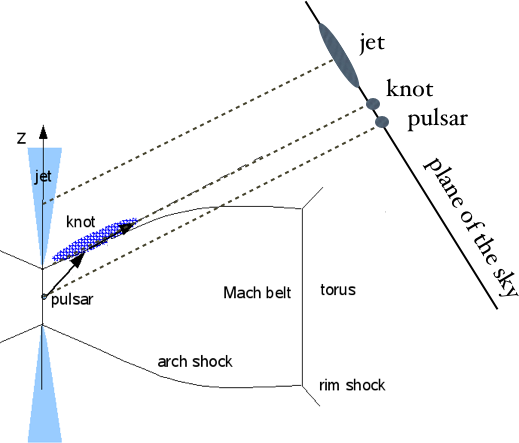 jet
knot
pulsar
plane of the sky
Z
jet
knot
pulsar
Mach belt
torus
arch shock
rim shock